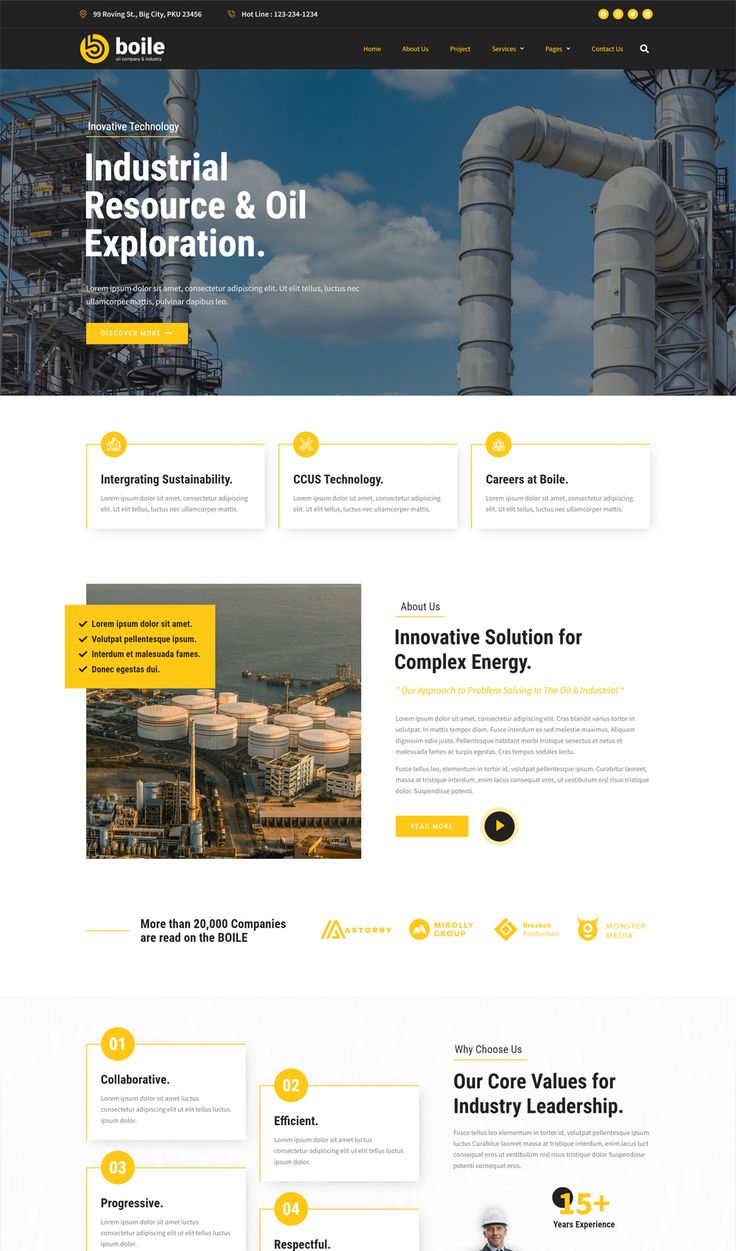 99 Roving St., Big City, PKU 23456
Hot Line : 123-234-1234
boile
oil company & industry
Home
About Us
Project
Services
Pages
Contact Us
Inovative Technology
Industrial
Resource & Oil
Exploration.
Lorem ipsum dolor sit amet, consectetur adipiscing elit. Ut elit tellus, luctus nec
ullamcorper mattis, pulvinar dapibus leo.
DISCOVER MORE
Intergrating Sustainability.
Lorem ipsum dolor sit amet, consectetur adipiscing
elit. Ut elit tellus, luctus nec ullamcorper mattis.
CCUS Technology.
Lorem ipsum dolor sit amet, consectetur adipiscing
elit. Ut elit tellus, luctus nec ullamcorper mattis.
Careers at Boile.
Lorem ipsum dolor sit amet, consectetur adipiscing
elit. Ut elit tellus, luctus nec ullamcorper mattis.
Lorem ipsum dolor sit amet.
Volutpat pellentesque ipsum.
Interdum et malesuada fames.
Donec egestas dui.
About Us
Innovative Solution for
Complex Energy.
" Our Approach to Problem Solving In The Oil & Industrial "
Lorem ipsum dolor sit amet, consectetur adipiscing elit. Cras blandit varius tortor in
volutpat. In mattis tempor diam. Fusce interdum ex sed molestie maximus. Aliquam
dignissim odio justo. Pellentesque habitant morbi tristique senectus et netus et
malesuada fames ac turpis egestas. Cras tempus sodales lectu.
Fusce tellus leo, elementum in tortor id, volutpat pellentesque ipsum. Curabitur laoreet,
massa at tristique interdum, enim lacus consequat eros, ut vestibulum nisl risus tristique
dolor. Suspendisse potenti.
READ MORE
More than 20,000 Companies
are read on the BOILE
ASTORRY
MIROLLY
GROUP
Brocken
Production
MONSTER
MEDIA
01
Collaborative.
Lorem ipsum dolor sit amet luctus
consectetur adipiscing elit ut elit tellus luctus
ipsum dolor.
02
Efficient.
Lorem ipsum dolor sit amet luctus
consectetur adipiscing elit ut elit tellus luctus
ipsum dolor.
03
Progressive.
Lorem ipsum dolor sit amet luctus
consectetur adipiscing elit ut elit tellus luctus
ipsum dolor.
04
Respectful.
Why Choose Us
Our Core Values for
Industry Leadership.
Fusce tellus leo elementum in tortor id, volutpat pellentesque ipsum
luctus Curabitur laoreet massa at tristique interdum, enim lacus luct
consequat eros ut vestibulum nisl risus tristique dolor. Suspendisse
potenti consequat eros.
15+
Years Experience